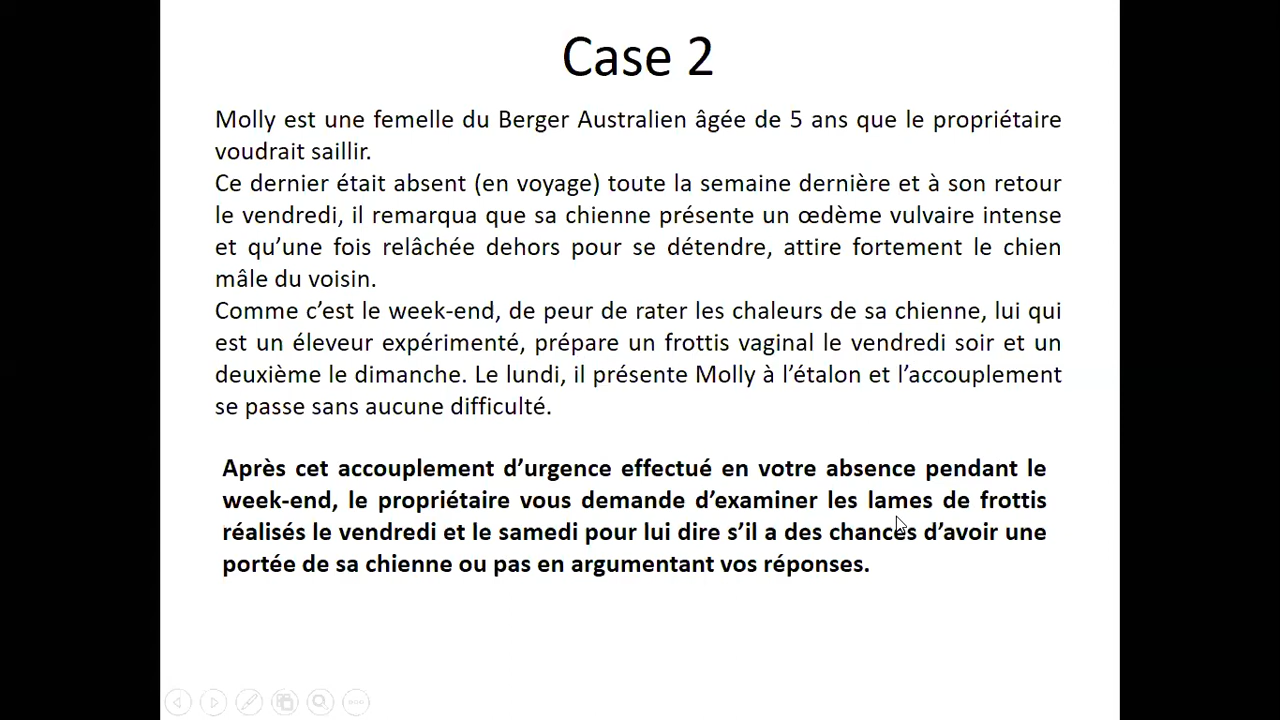 Case 2
Molly est une femelle du Berger Australien âgée de 5 ans que le propriétaire
voudrait saillir.
Ce dernier était absent (en voyage) toute la semaine dernière et à son retour
le vendredi, il remarqua que sa chienne présente un œdème vulvaire intense
et qu’une fois relâchée dehors pour se détendre, attire fortement le chien
mâle du voisin.
Comme c’est le week-end, de peur de rater les chaleurs de sa chienne, lui qui
est un éleveur expérimenté, prépare un frottis vaginal le vendredi soir et un
deuxième le dimanche. Le lundi, il présente Molly à l’étalon et l’accouplement
se passe sans aucune difficulté.
Après cet accouplement d’urgence effectué en votre absence pendant le
week-end, le propriétaire vous demande d’examiner les lames de frottis
réalisés le vendredi et le samedi pour lui dire s’il a des chances d’avoir une
portée de sa chienne ou pas en argumentant vos réponses.